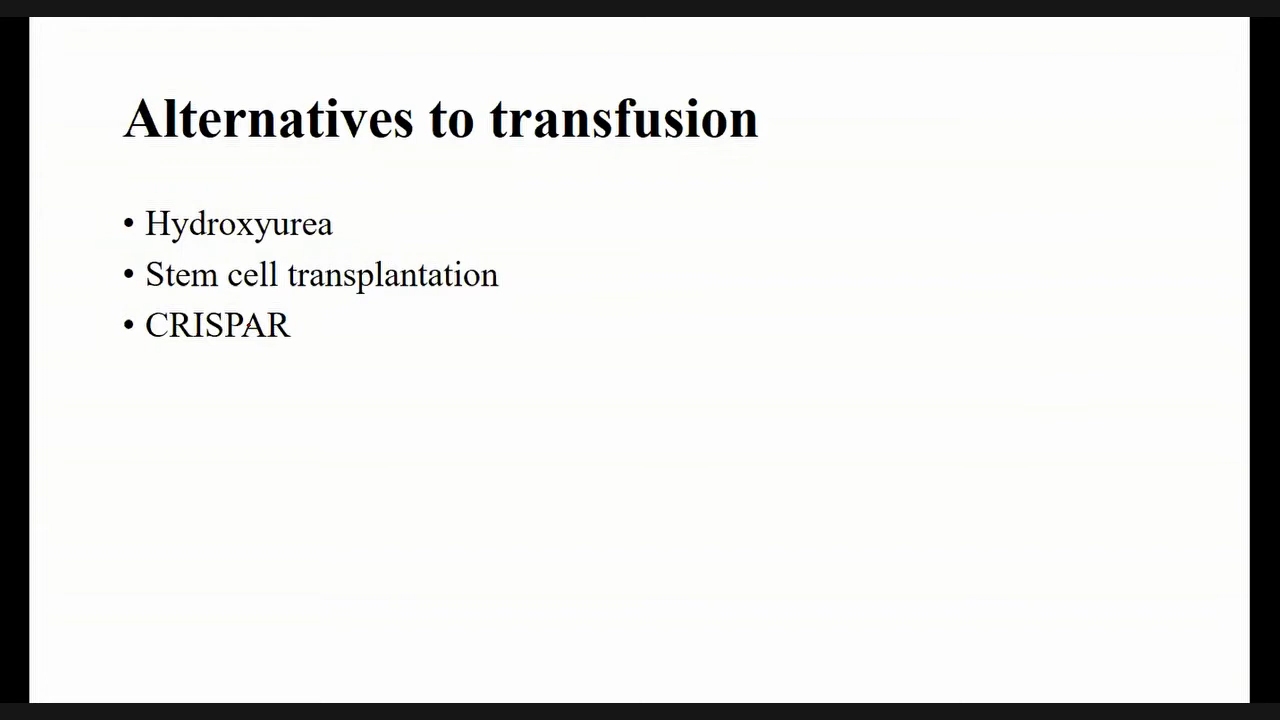 Alternatives to transfusion
• Hydroxyurea
• Stem cell transplantation
• CRISPAR